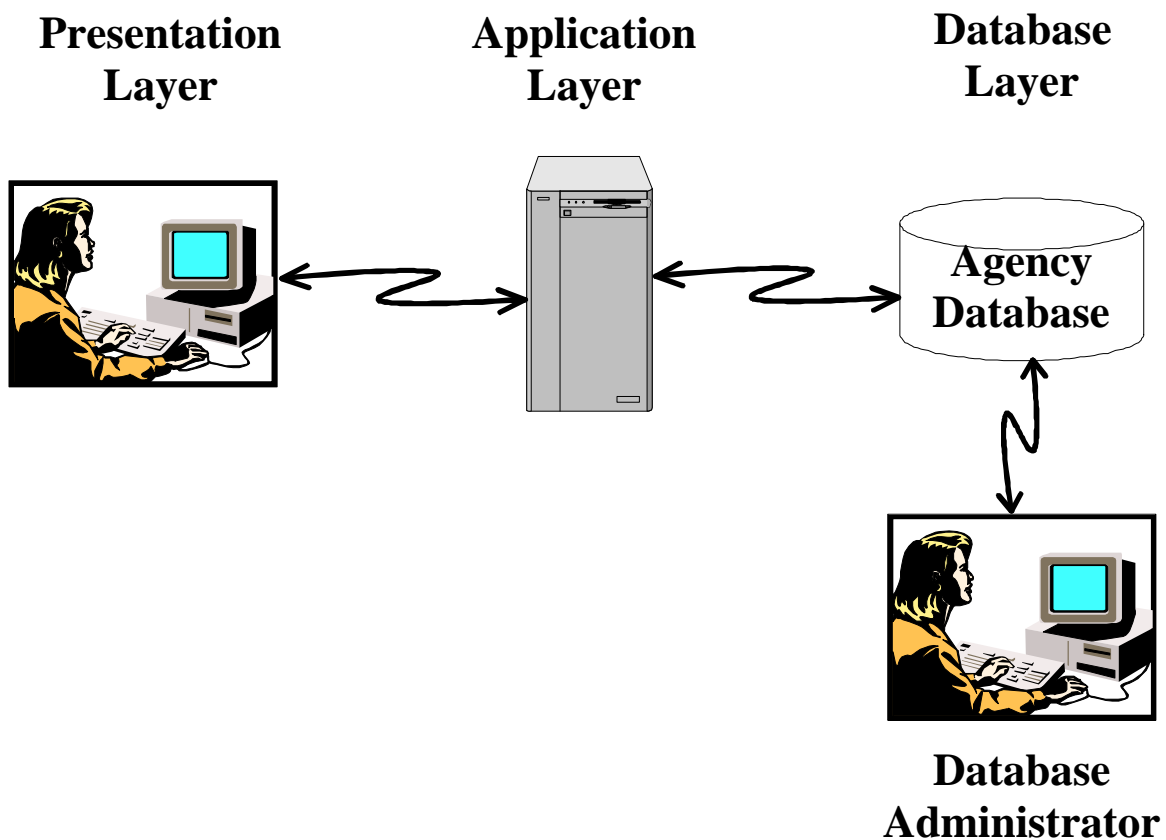 Presentation
Layer
Application
Layer
Database
Layer
Agency
Database
Database
Administrator